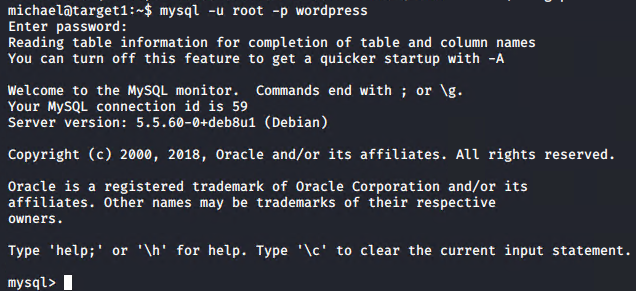 michael@target1:~$ mysql -u root -p wordpress
Enter password:
Reading table information for completion of table and column names
You can turn off this feature to get a quicker startup with -A
Welcome to the MySQL monitor.  Commands end with ; or \g.
Your MySQL connection id is 59
Server version: 5.5.60-0+deb8u1 (Debian)
Copyright (c) 2000, 2018, Oracle and/or its affiliates. All rights reserved.
Oracle is a registered trademark of Oracle Corporation and/or its
affiliates. Other names may be trademarks of their respective
owners.
Type 'help;' or '\h' for help. Type '\c' to clear the current input statement.
mysql>